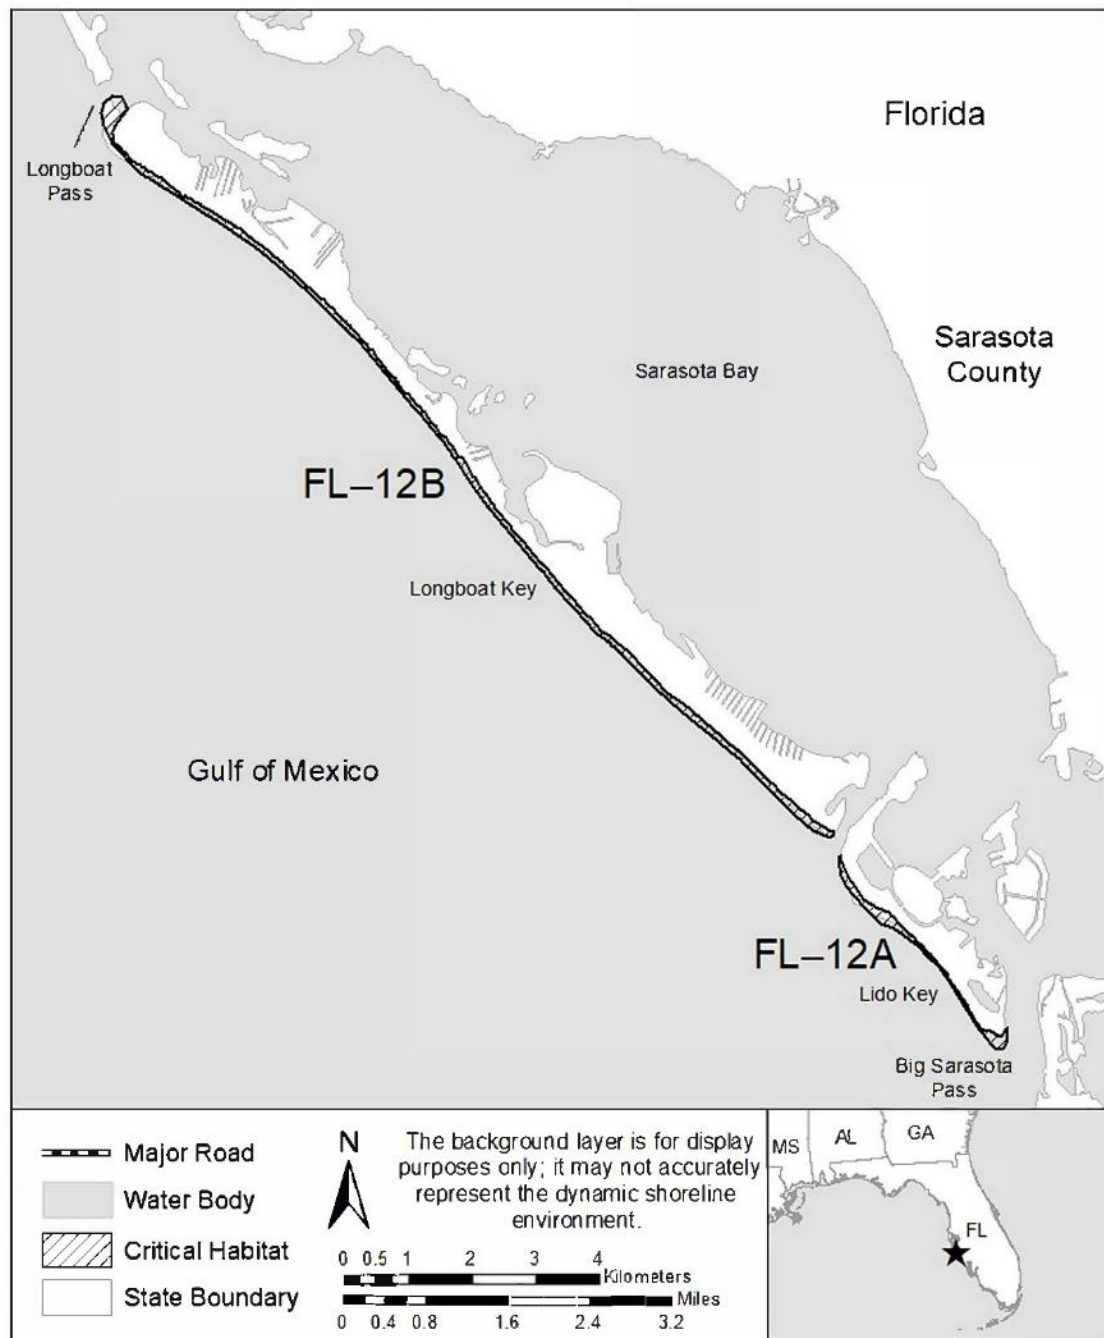 Florida
Longboat
Pass
Sarasota
County
Sarasota Bay
FL–12B
Longboat Key
Gulf of Mexico
FL–12A
Lido Key
Big Sarasota
Pass
Major Road
Water Body
Critical Habitat
State Boundary
N
The background layer is for display
purposes only; it may not accurately
represent the dynamic shoreline
environment.
0 0.5 1 2 3 4
Kilometers
Miles
0 0.4 0.8 1.6 2.4 3.2
MS
AL
GA
FL